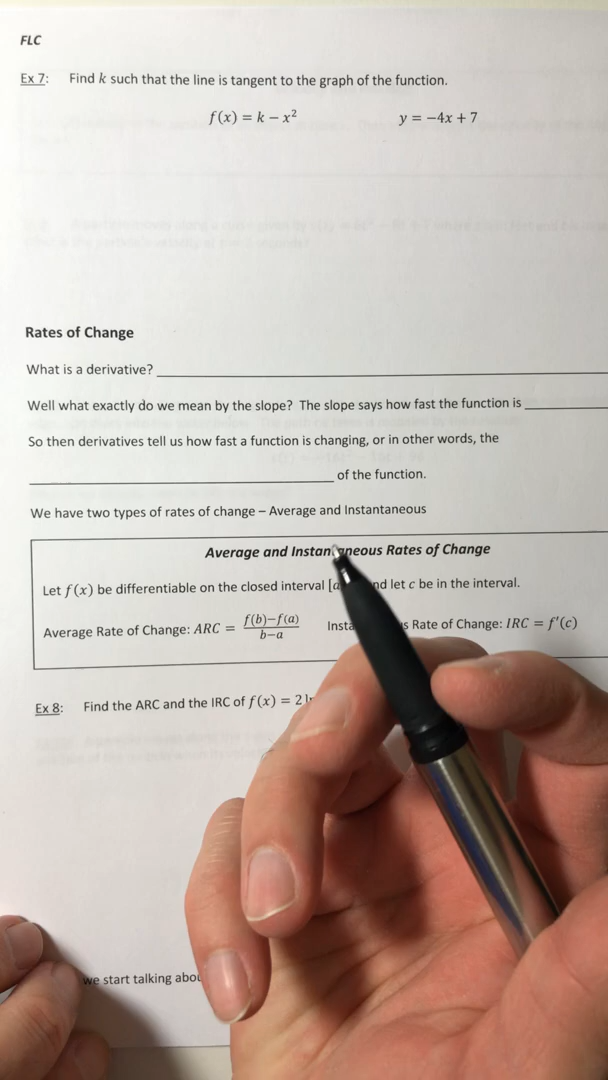 FLC
Ex 7: Find k such that the line is tangent to the graph of the function.
f(x) = k − x² y = −4x + 7
Rates of Change
What is a derivative?
Well what exactly do we mean by the slope? The slope says how fast the function is
So then derivatives tell us how fast a function is changing, or in other words, the
of the function.
We have two types of rates of change – Average and Instantaneous
Average and Instantaneous Rates of Change
Let f(x) be differentiable on the closed interval [a nd let c be in the interval.
Average Rate of Change: ARC = f(b)−f(a)/b−a Insta s Rate of Change: IRC = f'(c)
Ex 8: Find the ARC and the IRC of f(x) = 2
we start talking abou